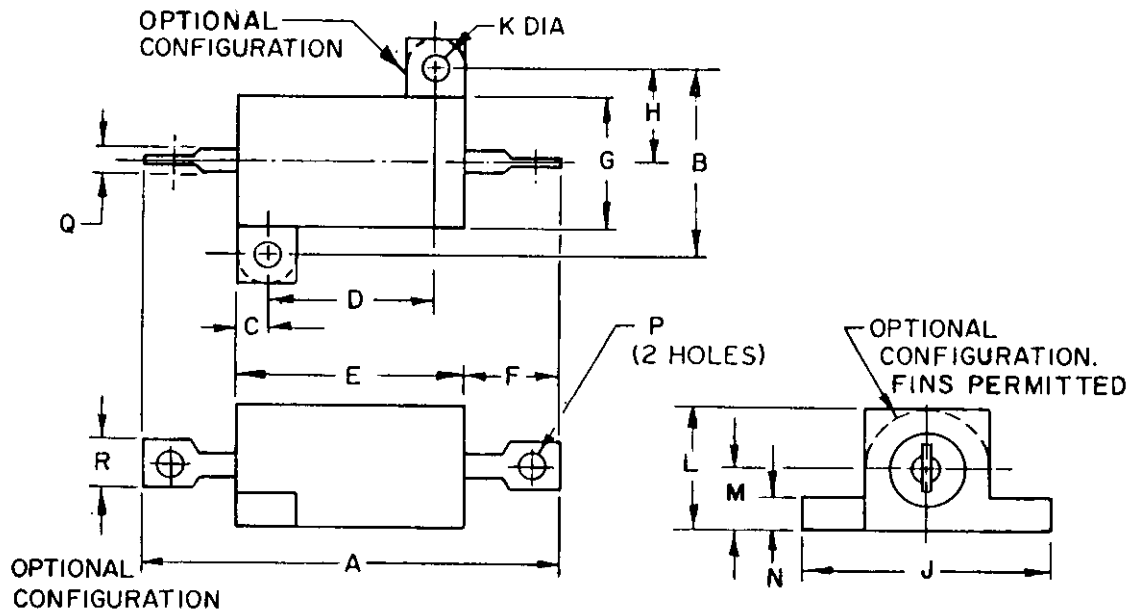 OPTIONAL
CONFIGURATION
K DIA
H
G
B
Q
D
C
P
(2 HOLES)
E
F
OPTIONAL
CONFIGURATION.
FINS PERMITTED
R
L
M
N
A
J
OPTIONAL
CONFIGURATION